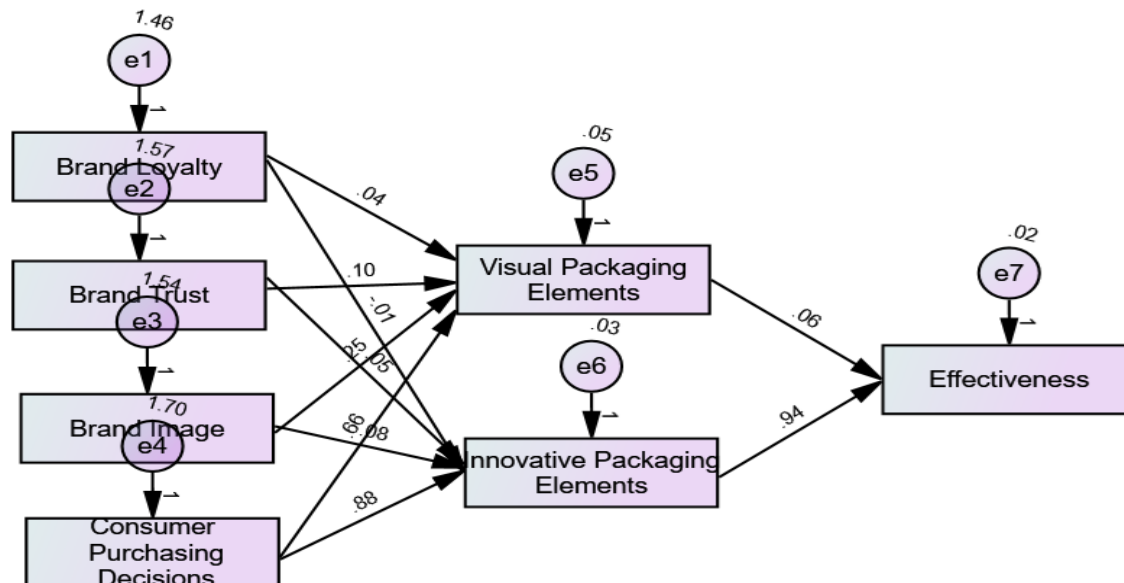 1.46
e1
1
Brand Loyalty
1.57
e2
1
Brand Trust
1.54
e3
1
Brand Image
1.70
e4
1
Consumer
Purchasing
Decisions
.04
-.01
.10
.05
.25
.08
.66
.88
.05
e5
1
Visual Packaging
Elements
.03
e6
1
Innovative Packaging
Elements
.06
.94
.02
e7
1
Effectiveness